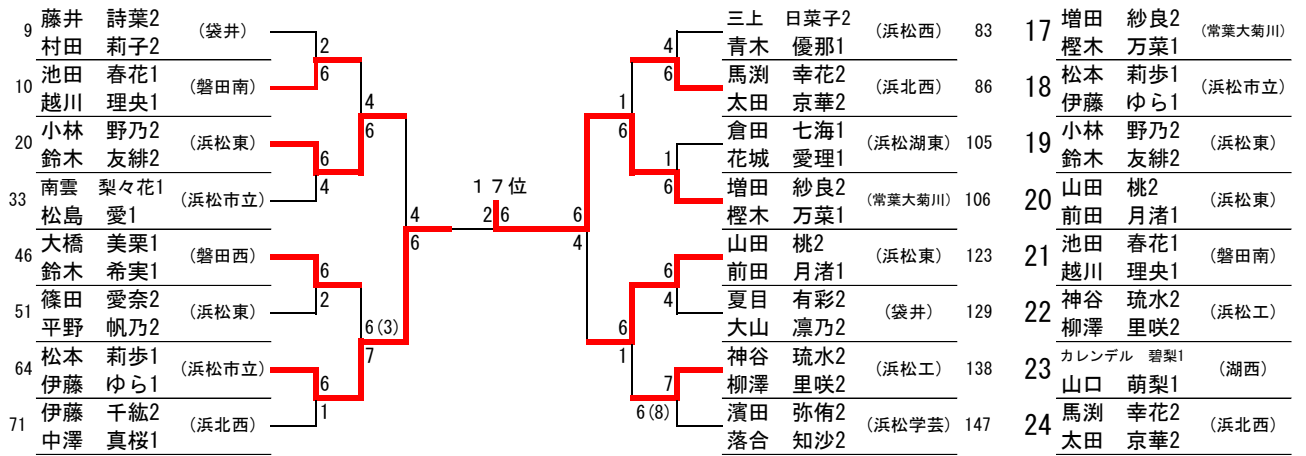 9 藤井 詩葉2 (袋井)
村田 莉子2
10 池田 春花1 (磐田南)
越川 理央1
20 小林 野乃2 (浜松東)
鈴木 友緋2
33 南雲 梨々花1 (浜松市立)
松島 愛1
46 大橋 美栗1 (磐田西)
鈴木 希実1
51 篠田 愛奈2 (浜松東)
平野 帆乃2
64 松本 莉歩1 (浜松市立)
伊藤 ゆら1
71 伊藤 千紘2 (浜北西)
中澤 真桜1
2
6
6
4
6
2
6
1
4
6
6(3)
7
4
6
17位
2 6
6
4
1
6
6
1
4
6
1
6
6
4
7
6(8)
三上 日菜子2 (浜松西) 83
青木 優那1
馬渕 幸花2 (浜北西) 86
太田 京華2
倉田 七海1 (浜松湖東) 105
花城 愛理1
増田 紗良2 (常葉大菊川) 106
樫木 万菜1
山田 桃2 (浜松東) 123
前田 月渚1
夏目 有彩2 (袋井) 129
大山 凛乃2
神谷 琉水2 (浜松工) 138
柳澤 里咲2
濱田 弥侑2 (浜松学芸) 147
落合 知沙2
17 増田 紗良2 (常葉大菊川)
樫木 万菜1
18 松本 莉歩1 (浜松市立)
伊藤 ゆら1
19 小林 野乃2 (浜松東)
鈴木 友緋2
20 山田 桃2 (浜松東)
前田 月渚1
21 池田 春花1 (磐田南)
越川 理央1
22 神谷 琉水2 (浜松工)
柳澤 里咲2
23 カレンデル 碧梨1 (湖西)
山口 萌梨1
24 馬渕 幸花2 (浜北西)
太田 京華2